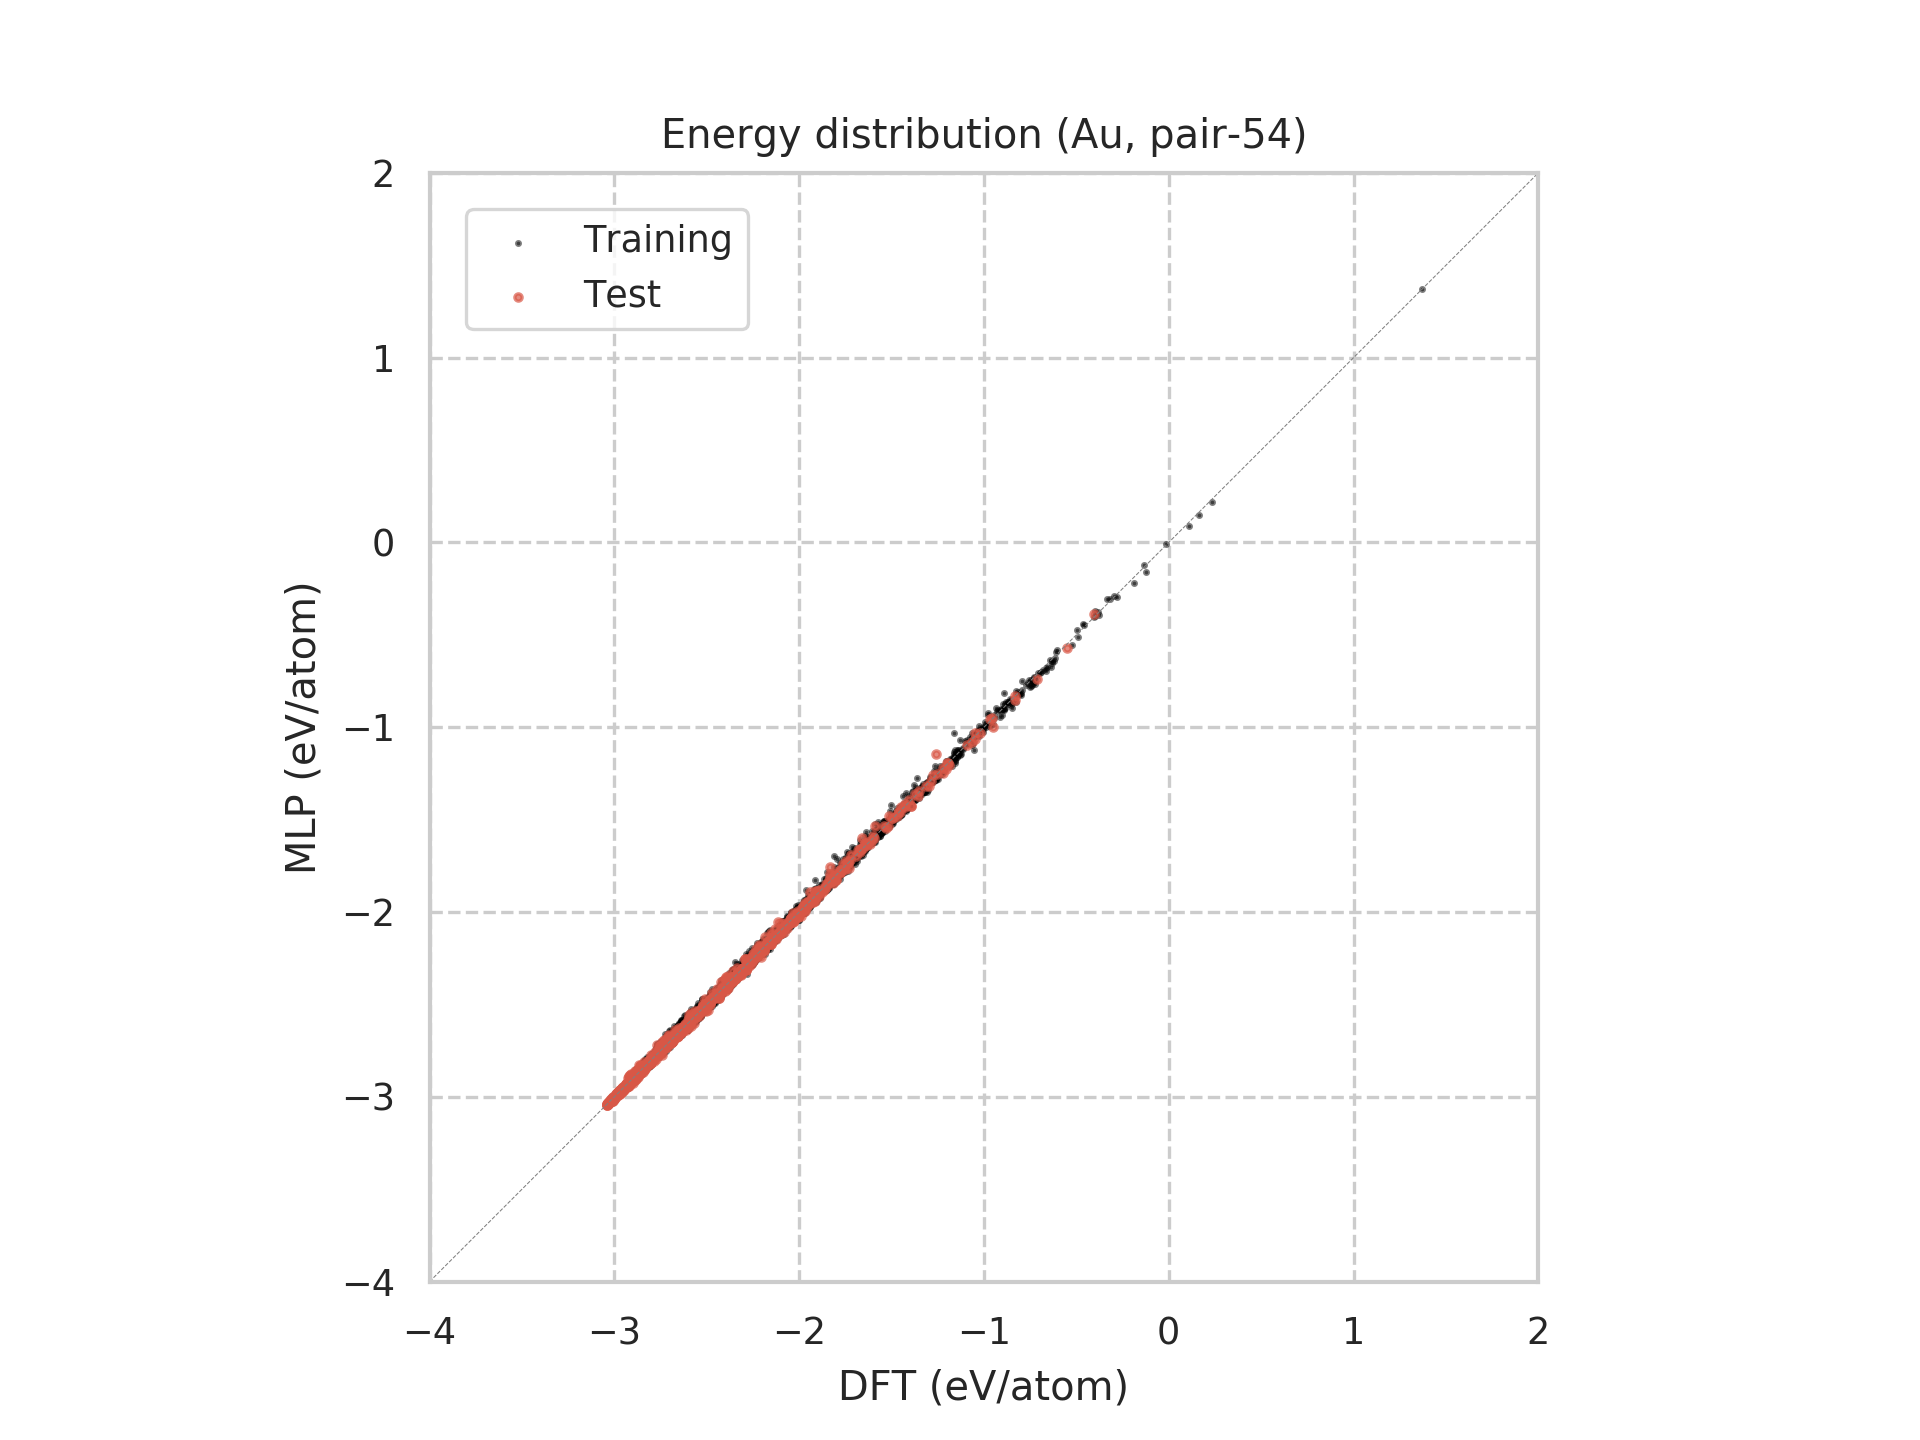 Energy distribution (Au, pair-54)
Training
Test
2
1
0
−1
−2
−3
−4
MLP (eV/atom)
−4 −3 −2 −1 0 1 2
DFT (eV/atom)